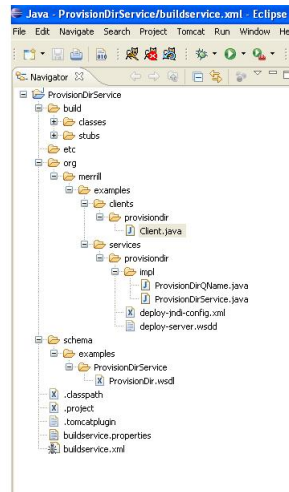 Java - ProvisionDirService/buildservice.xml - Eclipse
File Edit Navigate Search Project Tomcat Run Window He
Navigator
ProvisionDirService
build
classes
stubs
etc
org
merrill
examples
clients
provisiondir
Client.java
services
provisiondir
impl
ProvisionDirQName.java
ProvisionDirService.java
deploy-jndi-config.xml
deploy-server.wsdd
schema
examples
ProvisionDirService
ProvisionDir.wsdl
.classpath
.project
.tomcatplugin
buildservice.properties
buildservice.xml